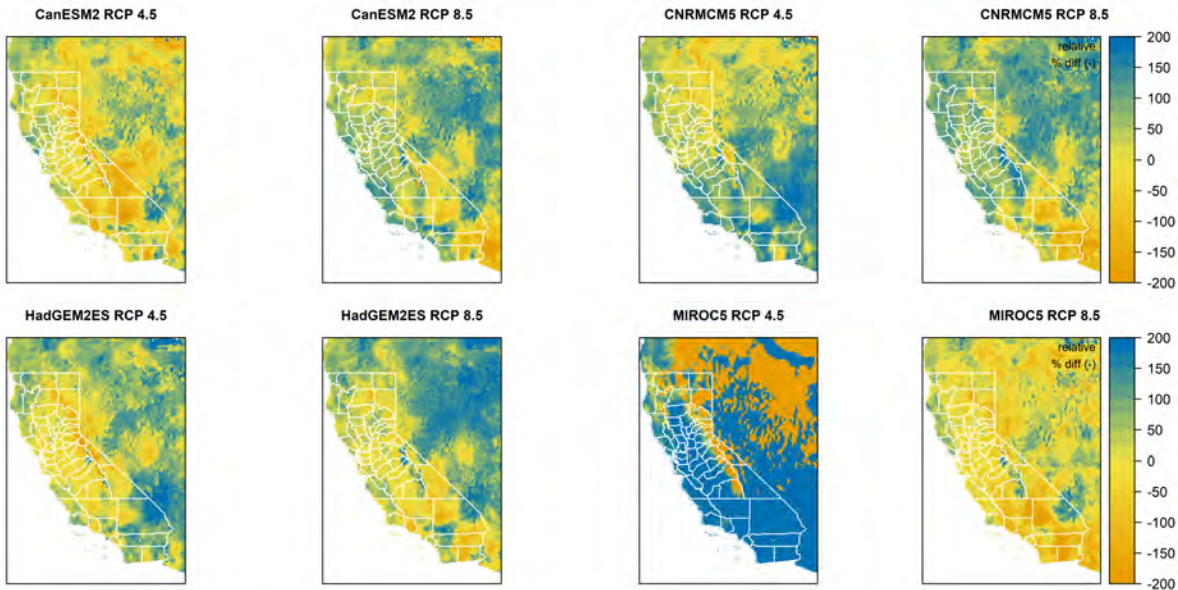 CanESM2 RCP 4.5
CanESM2 RCP 8.5
CNRMCM5 RCP 4.5
CNRMCM5 RCP 8.5
relative
% diff (-)
200
150
100
50
0
-50
-100
-150
-200
HadGEM2ES RCP 4.5
HadGEM2ES RCP 8.5
MIROC5 RCP 4.5
MIROC5 RCP 8.5
relative
% diff (-)
200
150
100
50
0
-50
-100
-150
-200